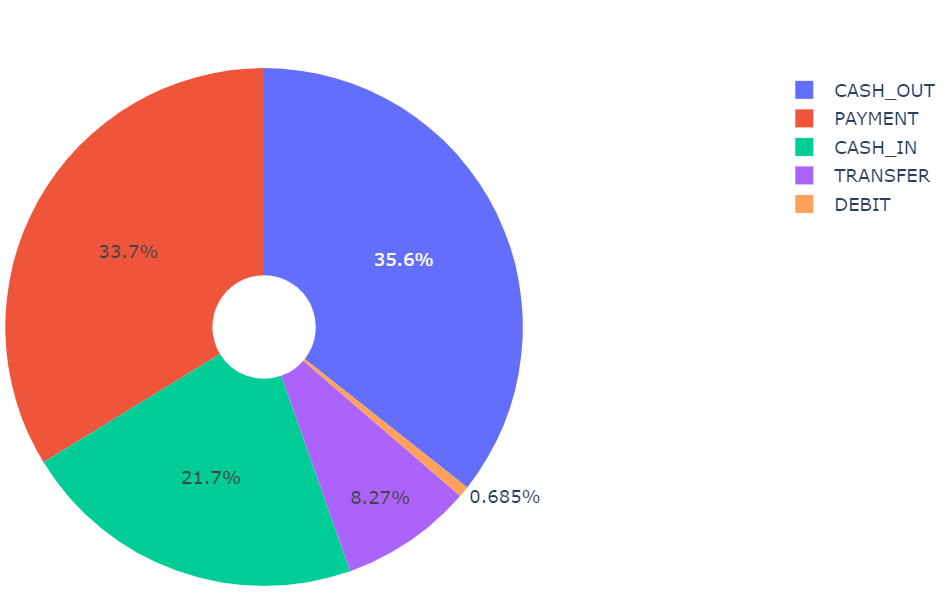 CASH_OUT
PAYMENT
CASH_IN
TRANSFER
DEBIT
33.7%
35.6%
21.7%
8.27%
0.685%